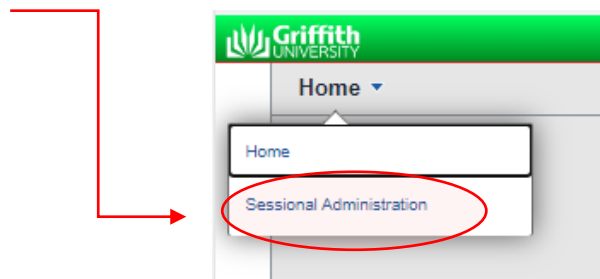 Griffith
UNIVERSITY
Home
Home
Sessional Administration